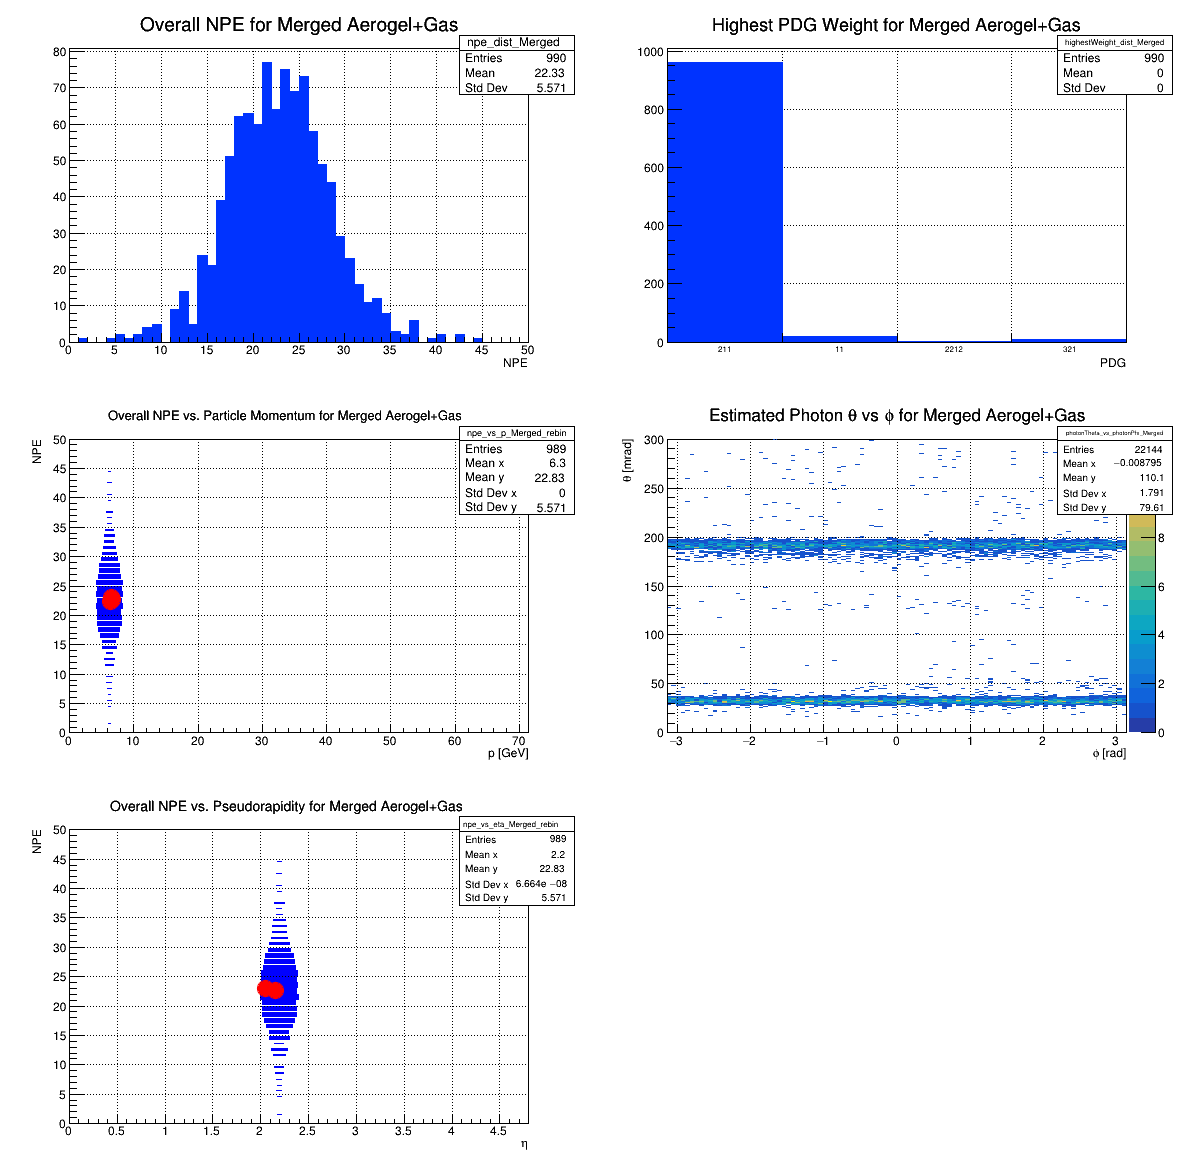 Overall NPE for Merged Aerogel+Gas
npe_dist_Merged
Entries 990
Mean 22.33
Std Dev 5.571
80
70
60
50
40
30
20
10
0
0 5 10 15 20 25 30 35 40 45 50
NPE
Highest PDG Weight for Merged Aerogel+Gas
highestWeight_dist_Merged
Entries 990
Mean 0
Std Dev 0
1000
800
600
400
200
0
211 11 2212 321
PDG
Overall NPE vs. Particle Momentum for Merged Aerogel+Gas
npe_vs_p_Merged_rebin
Entries 989
Mean x 6.3
Mean y 22.83
Std Dev x 0
Std Dev y 5.571
NPE
50
45
40
35
30
25
20
15
10
5
0
0 10 20 30 40 50 60 70
p [GeV]
Estimated Photon θ vs ϕ for Merged Aerogel+Gas
photonTheta_vs_photonPhi_Merged
Entries 22144
Mean x −0.008795
Mean y 110.1
Std Dev x 1.791
Std Dev y 79.61
θ [mrad]
300
250
200
150
100
50
0
−3 −2 −1 0 1 2 3
ϕ [rad]
8
6
4
2
0
Overall NPE vs. Pseudorapidity for Merged Aerogel+Gas
npe_vs_eta_Merged_rebin
Entries 989
Mean x 2.2
Mean y 22.83
Std Dev x 6.664e −08
Std Dev y 5.571
NPE
50
45
40
35
30
25
20
15
10
5
0
0 0.5 1 1.5 2 2.5 3 3.5 4 4.5
η